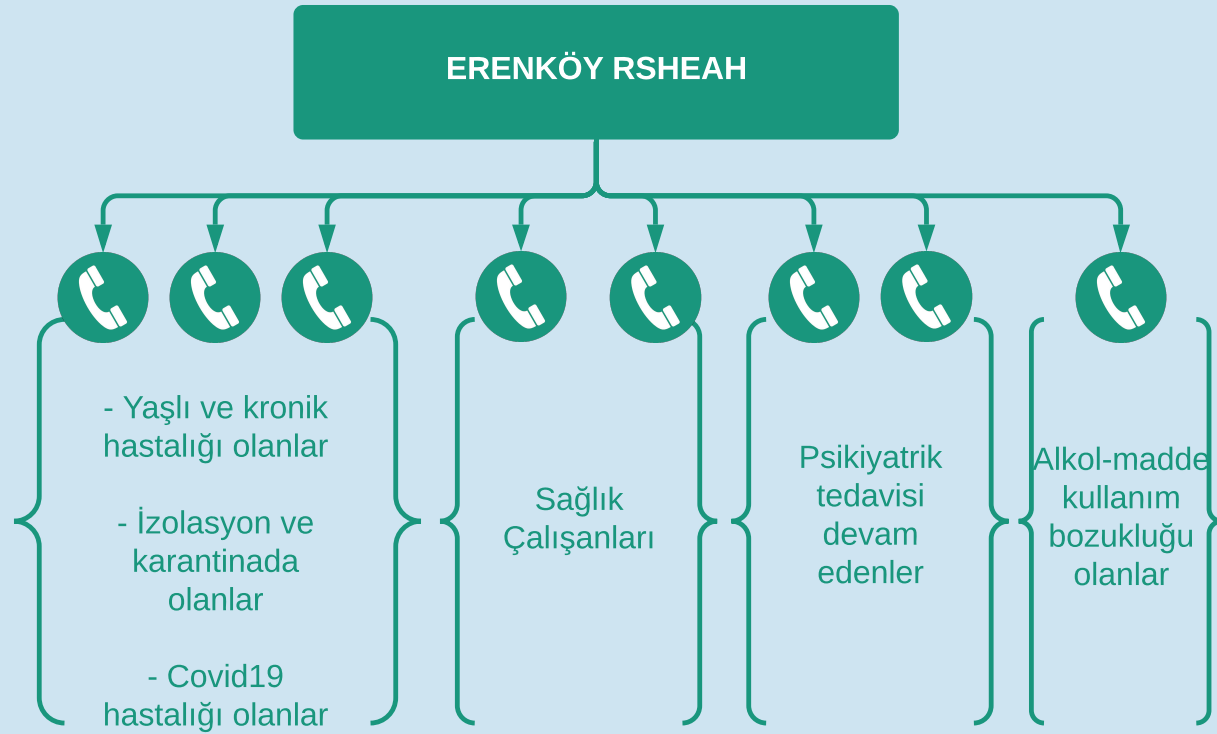 ERENKÖY RSHEAH
- Yaşlı ve kronik
hastalığı olanlar
- İzolasyon ve
karantinada
olanlar
- Covid19
hastalığı olanlar
Sağlık
Çalışanları
Psikiyatrik
tedavisi
devam
edenler
Alkol-madde
kullanım
bozukluğu
olanlar